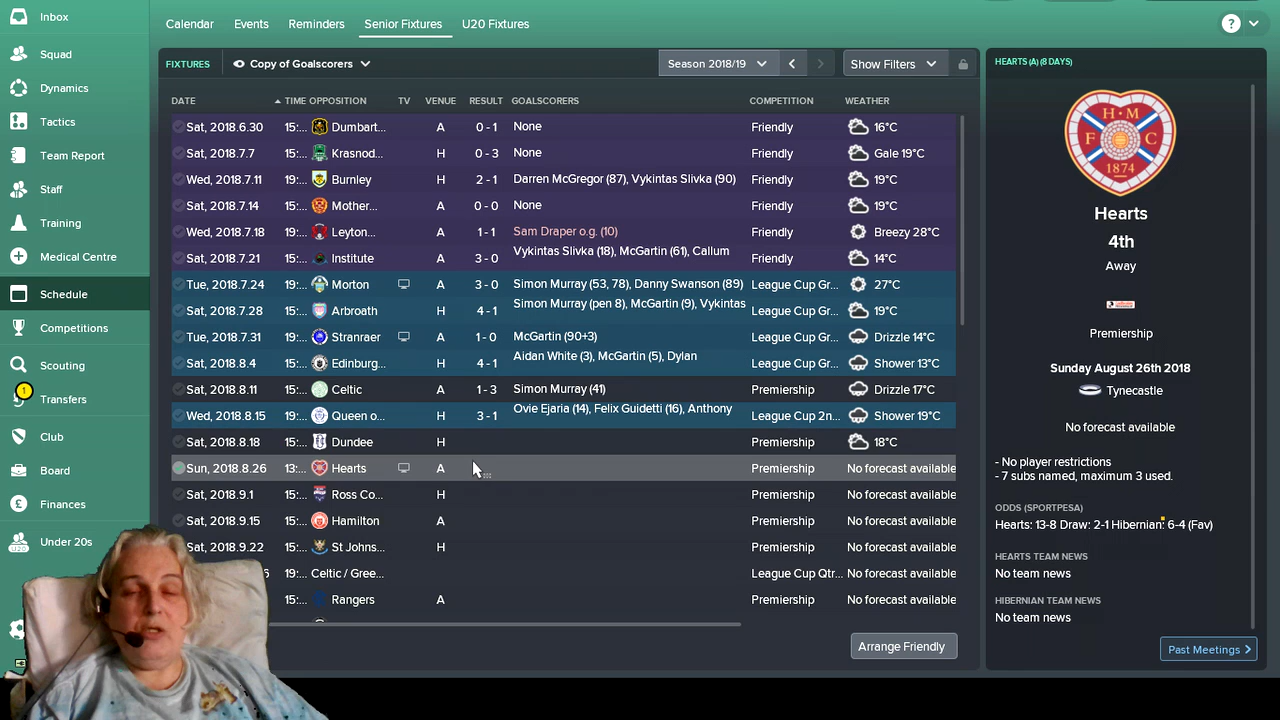 Inbox
Squad
Dynamics
Tactics
Team Report
Staff
Training
Medical Centre
Schedule
Competitions
Scouting
1
Transfers
Club
Board
Finances
Under 20s
Calendar Events Reminders Senior Fixtures U20 Fixtures ?
FIXTURES Copy of Goalscorers Season 2018/19 Show Filters
DATE TIME OPPOSITION TV VENUE RESULT GOALSCORERS COMPETITION WEATHER
Sat, 2018.6.30 15:... Dumbart... A 0 - 1 None Friendly 16°C
Sat, 2018.7.7 15:... Krasnod... H 0 - 3 None Friendly Gale 19°C
Wed, 2018.7.11 19:... Burnley H 2 - 1 Darren McGregor (87), Vykintas Slivka (90) Friendly 19°C
Sat, 2018.7.14 15:... Mother... A 0 - 0 None Friendly 19°C
Wed, 2018.7.18 19:... Leyton... A 1 - 1 Sam Draper o.g. (10) Friendly Breezy 28°C
Sat, 2018.7.21 15:... Institute A 3 - 0 Vykintas Slivka (18), McGartin (61), Callum Friendly 14°C
Tue, 2018.7.24 19:... Morton A 3 - 0 Simon Murray (53, 78), Danny Swanson (89) League Cup Gr... 27°C
Sat, 2018.7.28 15:... Arbroath H 4 - 1 Simon Murray (pen 8), McGartin (9), Vykintas League Cup Gr... 19°C
Tue, 2018.7.31 19:... Stranraer A 1 - 0 McGartin (90+3) League Cup Gr... Drizzle 14°C
Sat, 2018.8.4 15:... Edinburg... H 4 - 1 Aidan White (3), McGartin (5), Dylan League Cup Gr... Shower 13°C
Sat, 2018.8.11 15:... Celtic A 1 - 3 Simon Murray (41) Premiership Drizzle 17°C
Wed, 2018.8.15 19:... Queen o... H 3 - 1 Ovie Ejaria (14), Felix Guidetti (16), Anthony League Cup 2n... Shower 19°C
Sat, 2018.8.18 15:... Dundee H Premiership 18°C
Sun, 2018.8.26 13:... Hearts A Premiership No forecast available
Sat, 2018.9.1 15:... Ross Co... H Premiership No forecast available
Sat, 2018.9.15 15:... Hamilton A Premiership No forecast available
Sat, 2018.9.22 15:... St Johns... H Premiership No forecast available
19:... Celtic / Gree... League Cup Qtr... No forecast available
15:... Rangers A Premiership No forecast available
Arrange Friendly
HEARTS (A) (8 DAYS)
H M
F C
1874
Hearts
4th
Away
Premiership
Sunday August 26th 2018
Tynecastle
No forecast available
- No player restrictions
- 7 subs named, maximum 3 used.
ODDS (SPORTPESA)
Hearts: 13-8 Draw: 2-1 Hibernian: 6-4 (Fav)
HEARTS TEAM NEWS
No team news
HIBERNIAN TEAM NEWS
No team news
Past Meetings